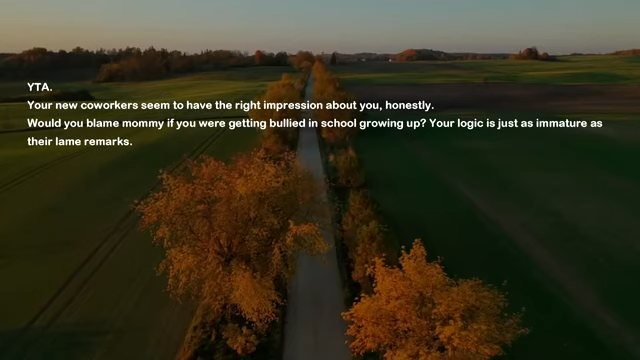 YTA.
Your new coworkers seem to have the right impression about you, honestly.
Would you blame mommy if you were getting bullied in school growing up? Your logic is just as immature as
their lame remarks.